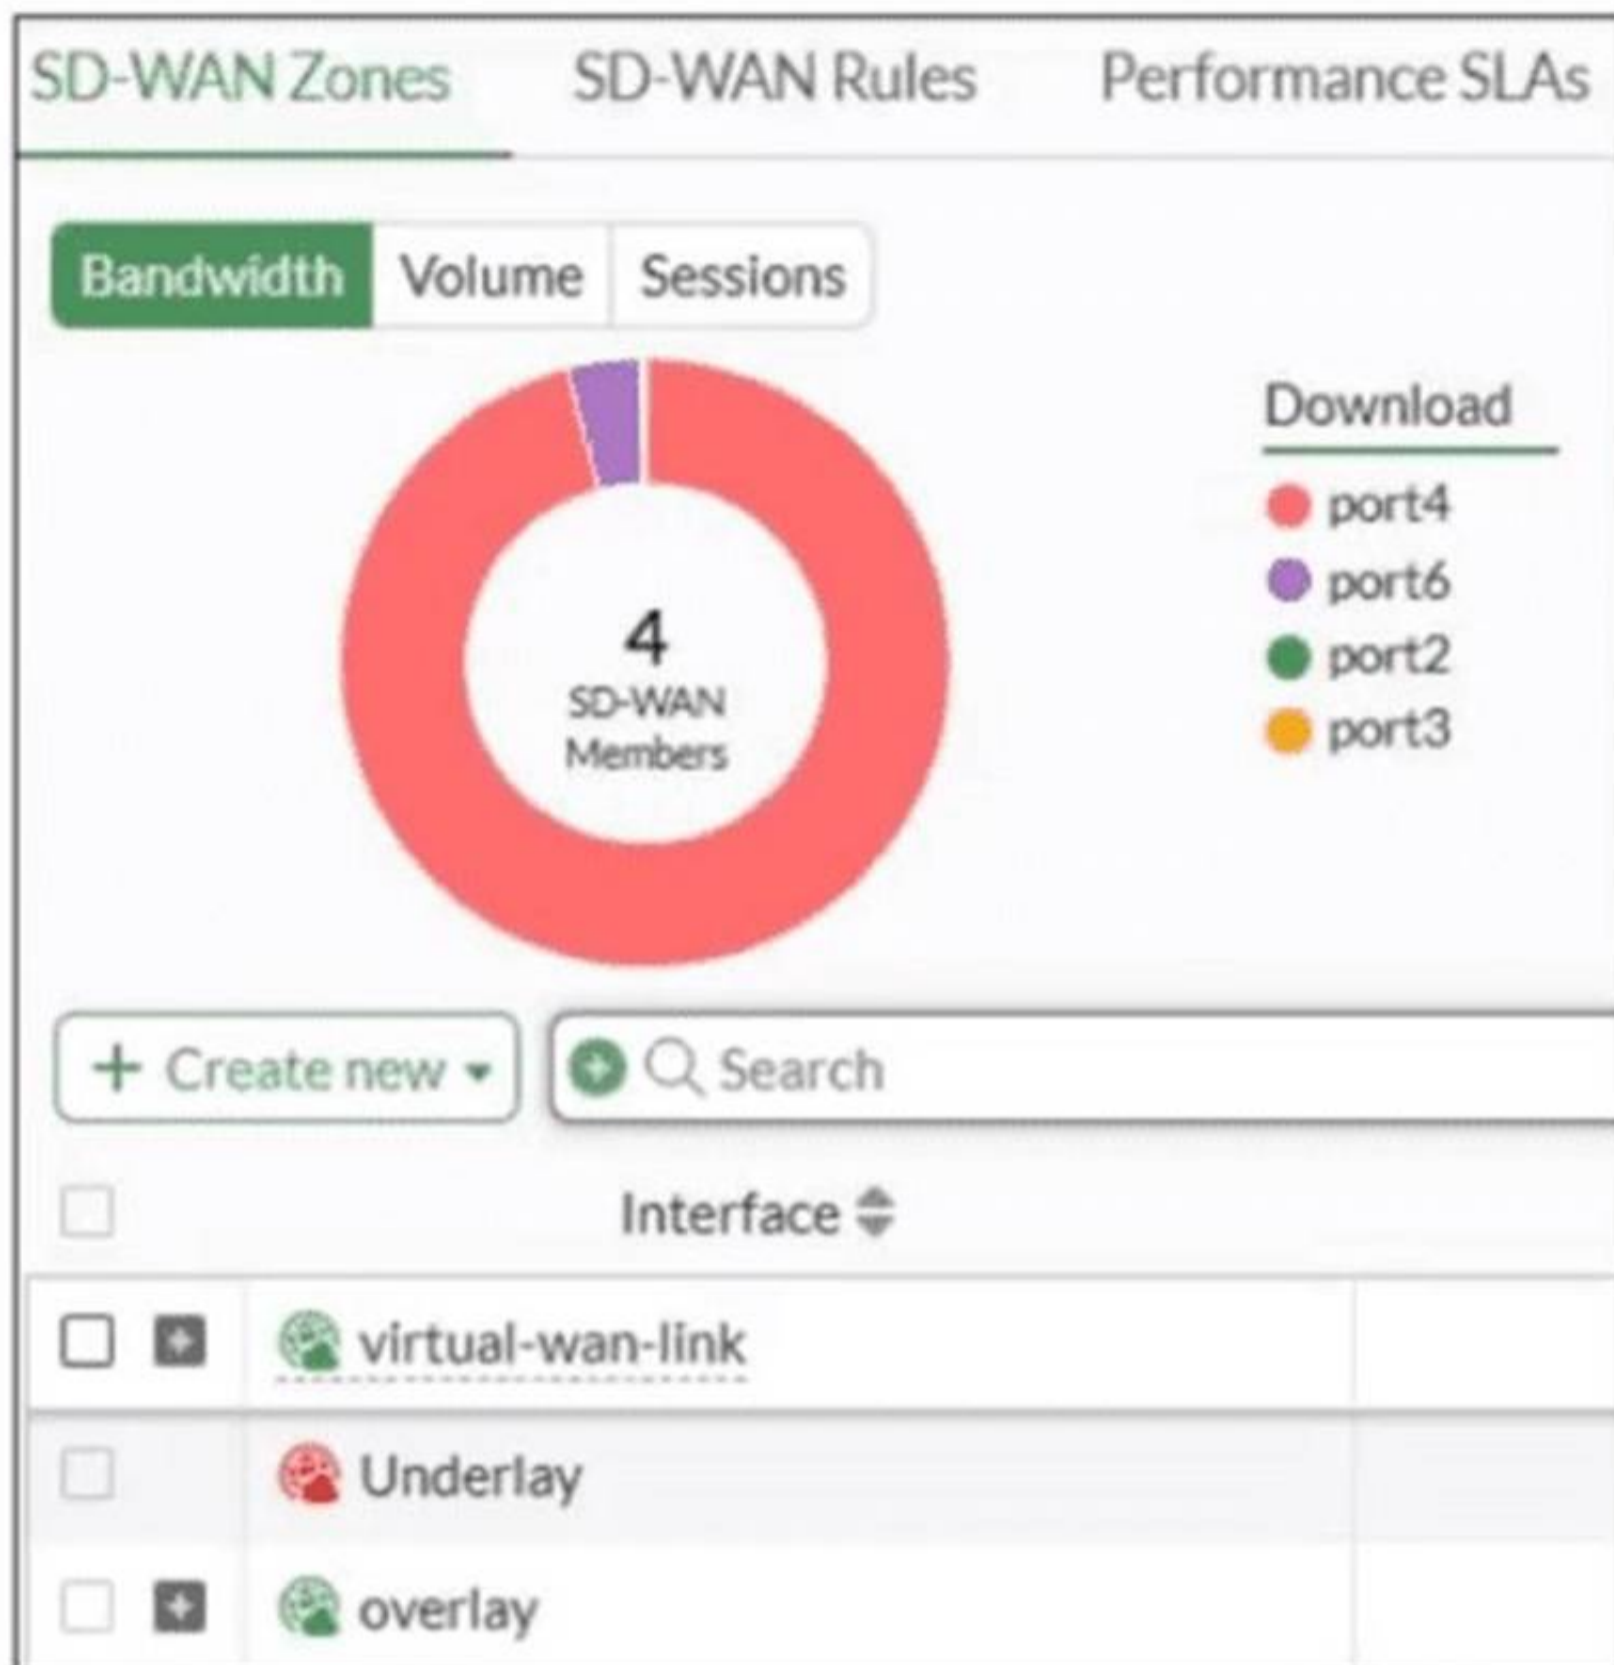 SD-WAN Zones SD-WAN Rules Performance SLAs
Bandwidth Volume Sessions
Download
port4
port6
port2
port3
4
SD-WAN
Members
+ Create new Search
Interface
virtual-wan-link
Underlay
overlay